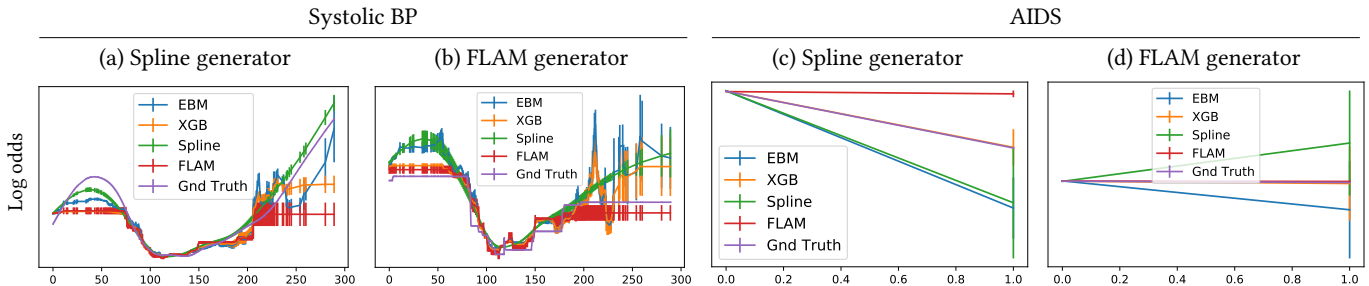 Systolic BP
AIDS
(a) Spline generator
(b) FLAM generator
(c) Spline generator
(d) FLAM generator
Log odds
EBM
XGB
Spline
FLAM
Gnd Truth
0 50 100 150 200 250 300
EBM
XGB
Spline
FLAM
Gnd Truth
0 50 100 150 200 250 300
EBM
XGB
Spline
FLAM
Gnd Truth
0.0 0.2 0.4 0.6 0.8 1.0
EBM
XGB
Spline
FLAM
Gnd Truth
0.0 0.2 0.4 0.6 0.8 1.0